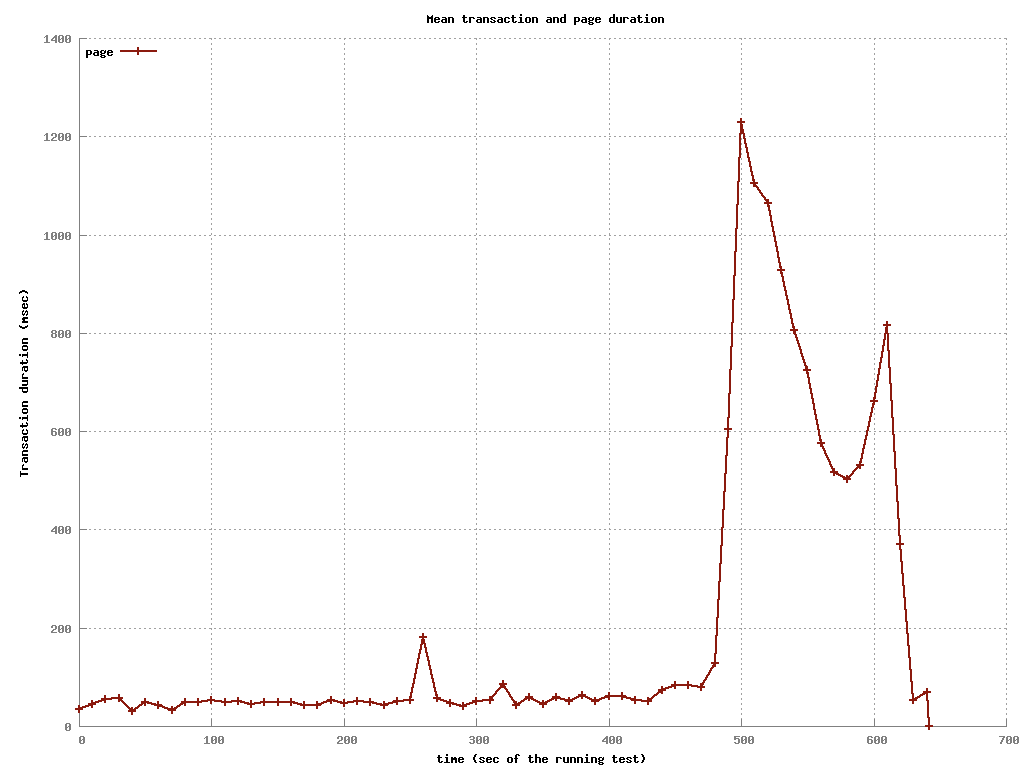 Mean transaction and page duration
1400
page
1200
1000
800
600
400
200
0
Transaction duration (msec)
0 100 200 300 400 500 600 700
time (sec of the running test)